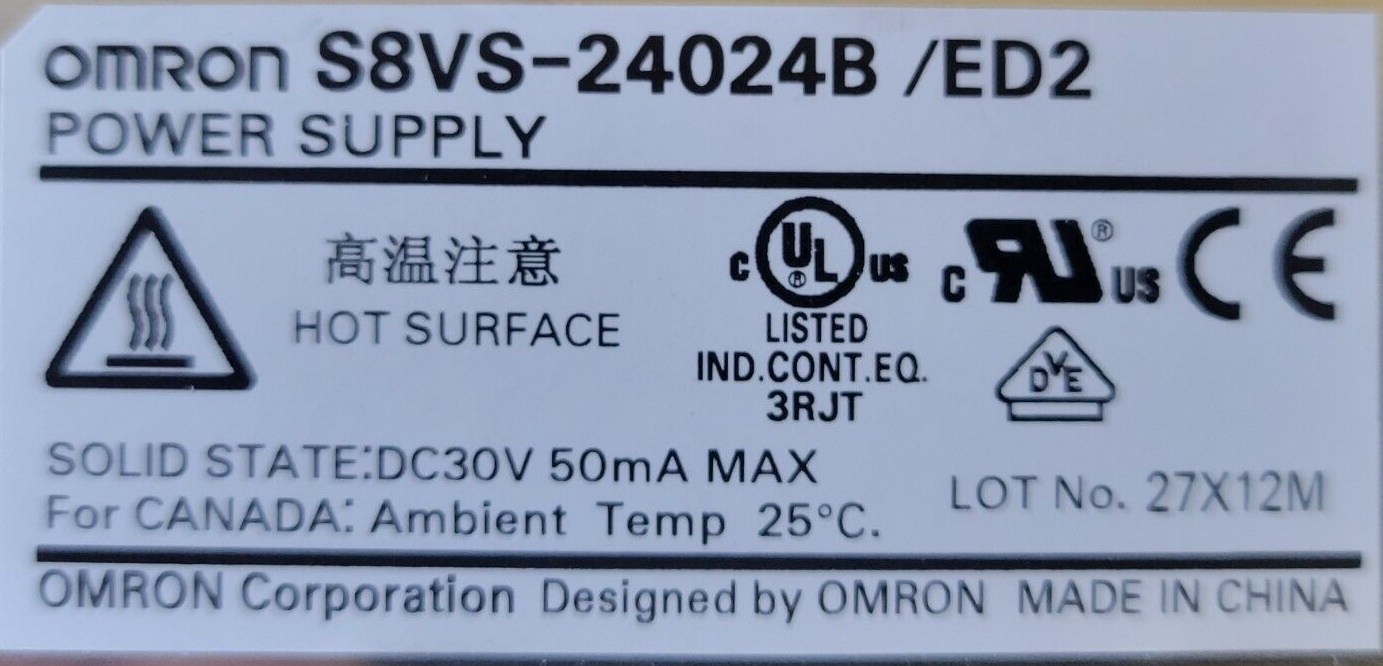 omron S8VS-24024B /ED2
POWER SUPPLY
高温注意
HOT SURFACE
C UL ® US
LISTED
IND.CONT.EQ.
3RJT
C RU ® US
CE
DVE
SOLID STATE:DC30V 50mA MAX
For CANADA: Ambient Temp 25°C.
LOT No. 27X12M
OMRON Corporation Designed by OMRON MADE IN CHINA